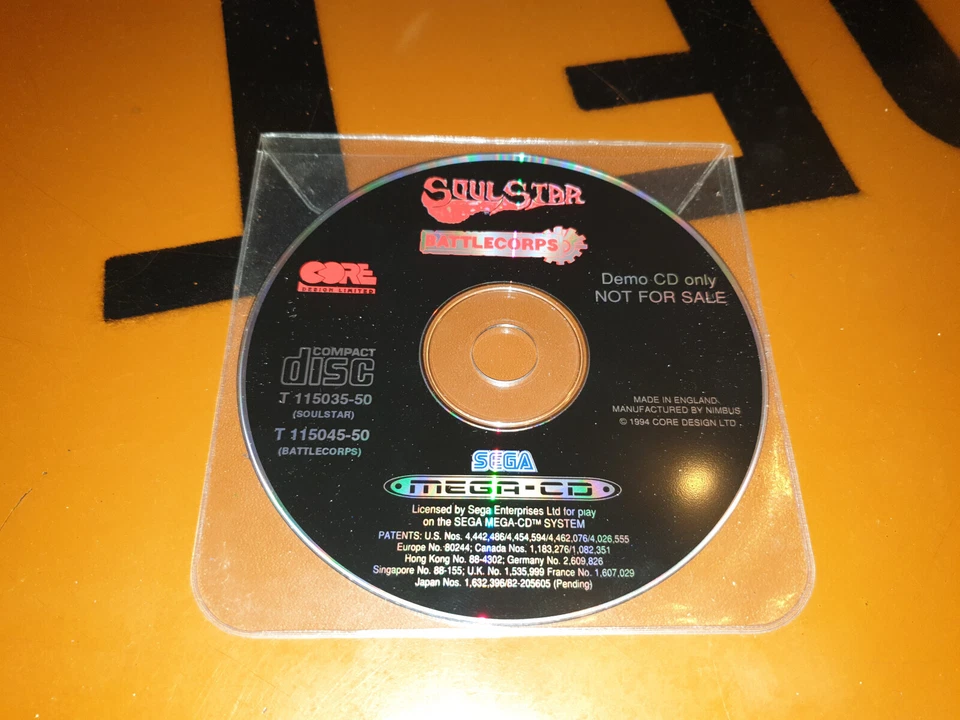 SOULSTAR
BATTLECORPS
CORE
DESIGN LIMITED
Demo CD only
NOT FOR SALE
COMPACT
disc
T 115035-50
(SOULSTAR)
T 115045-50
(BATTLECORPS)
MADE IN ENGLAND.
MANUFACTURED BY NIMBUS
© 1994 CORE DESIGN LTD.
SEGA
MEGA-CD
Licensed by Sega Enterprises Ltd for play
on the SEGA MEGA-CD™ SYSTEM
PATENTS: U.S. Nos. 4,442,486/4,454,594/4,462,076/4,026,555
Europe No. 80244; Canada Nos. 1,183,276/1,082,351
Hong Kong No. 88-4302; Germany No. 2,609,826
Singapore No. 88-155; U.K. No. 1,535,999 France No. 1,607,029
Japan Nos. 1,632,396/82-205605 (Pending)